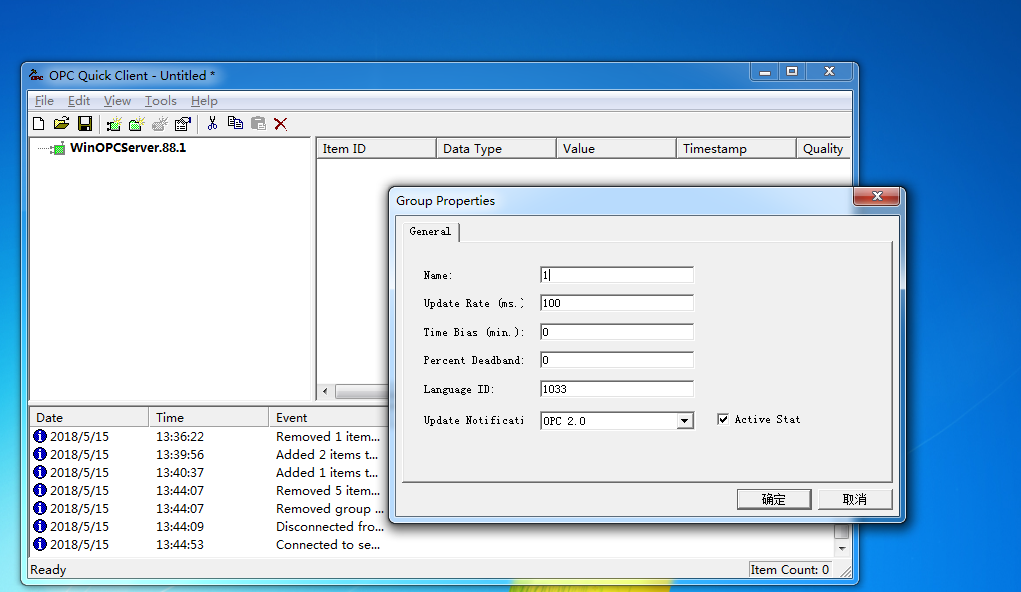 OPC Quick Client - Untitled *
File Edit View Tools Help
WinOPCServer.88.1
Item ID Data Type Value Timestamp Quality
Group Properties
General
Name: 1
Update Rate (ms.) 100
Time Bias (min.): 0
Percent Deadband: 0
Language ID: 1033
Update Notificati OPC 2.0 Active Stat
确定 取消
Date Time Event
2018/5/15 13:36:22 Removed 1 item...
2018/5/15 13:39:56 Added 2 items t...
2018/5/15 13:40:37 Added 1 items t...
2018/5/15 13:44:07 Removed 5 item...
2018/5/15 13:44:07 Removed group ...
2018/5/15 13:44:09 Disconnected fro...
2018/5/15 13:44:53 Connected to se...
Ready Item Count: 0